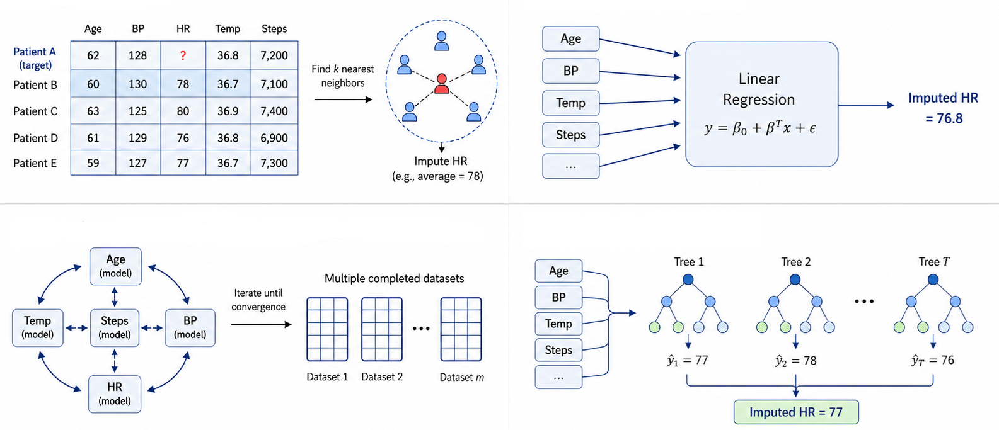 Age BP HR Temp Steps
Patient A
(target)
62 128 ? 36.8 7,200
Patient B 60 130 78 36.7 7,100
Patient C 63 125 80 36.9 7,400
Patient D 61 129 76 36.8 6,900
Patient E 59 127 77 36.7 7,300
Find k nearest
neighbors
Impute HR
(e.g., average = 78)
Age
BP
Temp
Steps
...
Linear
Regression
y = β₀ + βᵀx + ϵ
Imputed HR
= 76.8
Age
(model)
Temp
(model)
Steps
(model)
BP
(model)
HR
(model)
Iterate until
convergence
Multiple completed datasets
...
Dataset 1 Dataset 2 Dataset m
Age
BP
Temp
Steps
...
Tree 1 Tree 2 Tree T
...
ŷ₁ = 77 ŷ₂ = 78 ŷ_T = 76
Imputed HR = 77